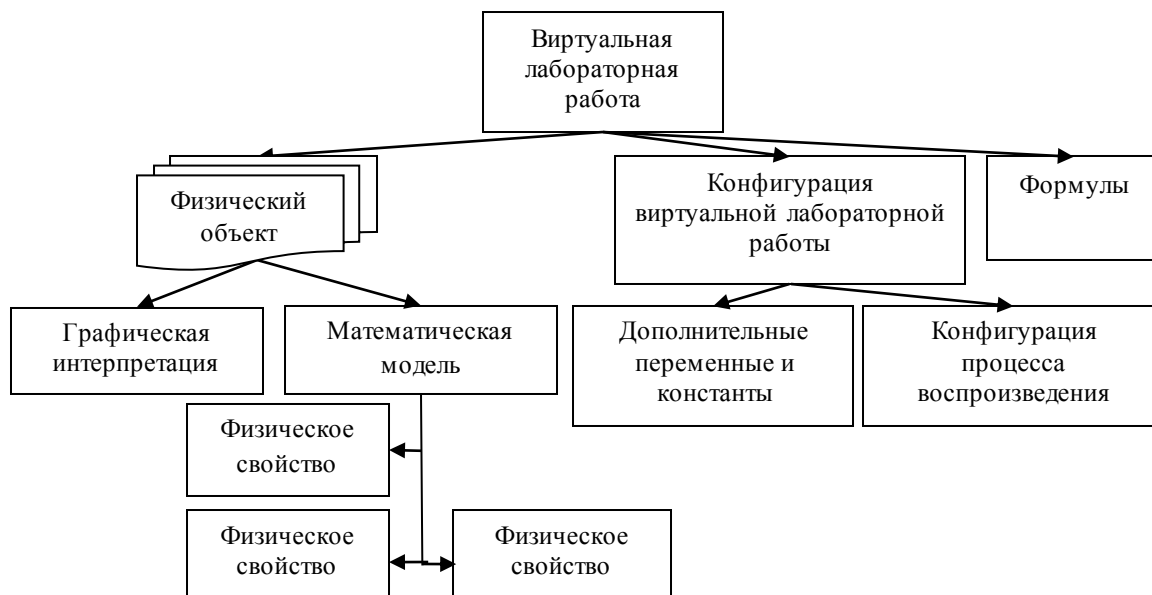 Виртуальная
лабораторная
работа
Физический
объект
Конфигурация
виртуальной лабораторной
работы
Формулы
Графическая
интерпретация
Математическая
модель
Дополнительные
переменные и
константы
Конфигурация
процесса
воспроизведения
Физическое
свойство
Физическое
свойство
Физическое
свойство